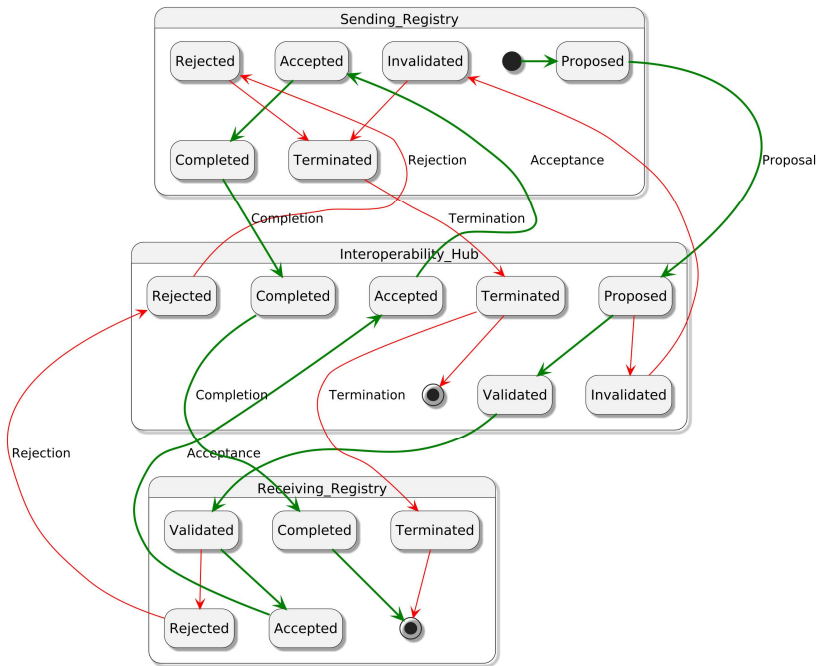 Sending_Registry
Rejected
Accepted
Invalidated
Proposed
Completed
Terminated
Rejection
Acceptance
Proposal
Completion
Termination
Interoperability_Hub
Rejected
Completed
Accepted
Terminated
Proposed
Completion
Termination
Validated
Invalidated
Rejection
Acceptance
Receiving_Registry
Validated
Completed
Terminated
Rejected
Accepted